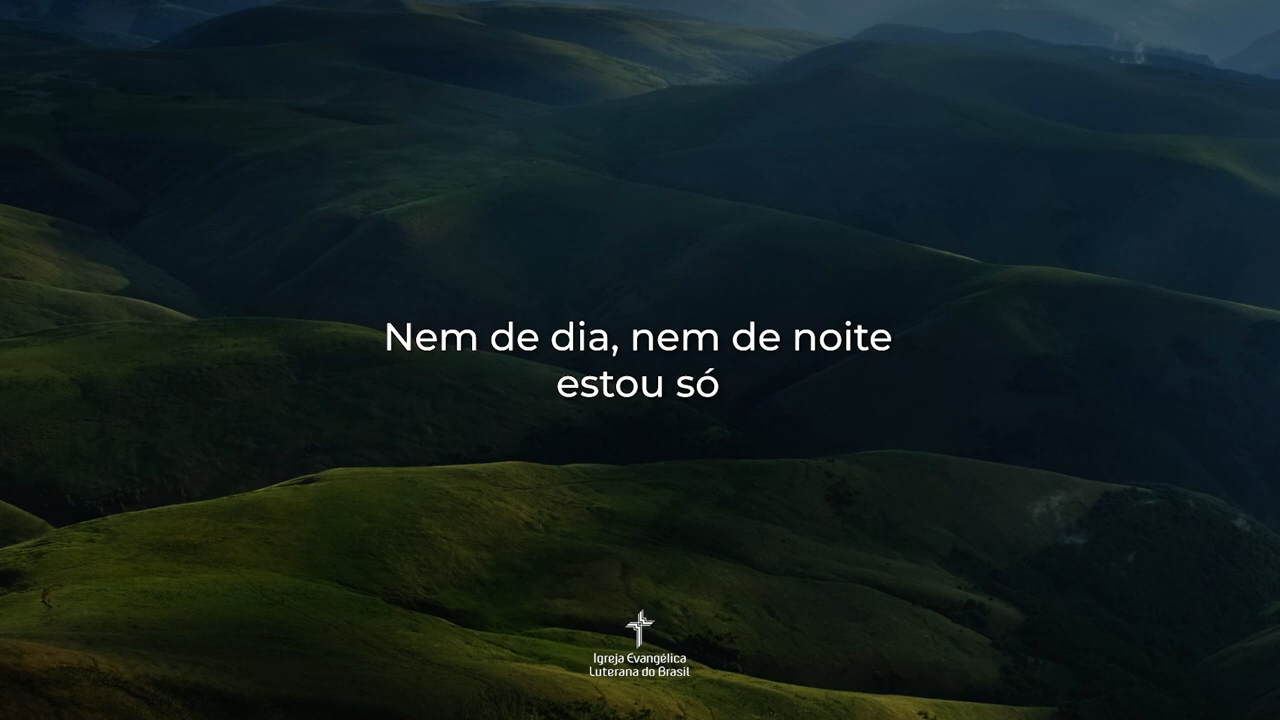 Nem de dia, nem de noite
estou só
Igreja Evangélica
Luterana do Brasil